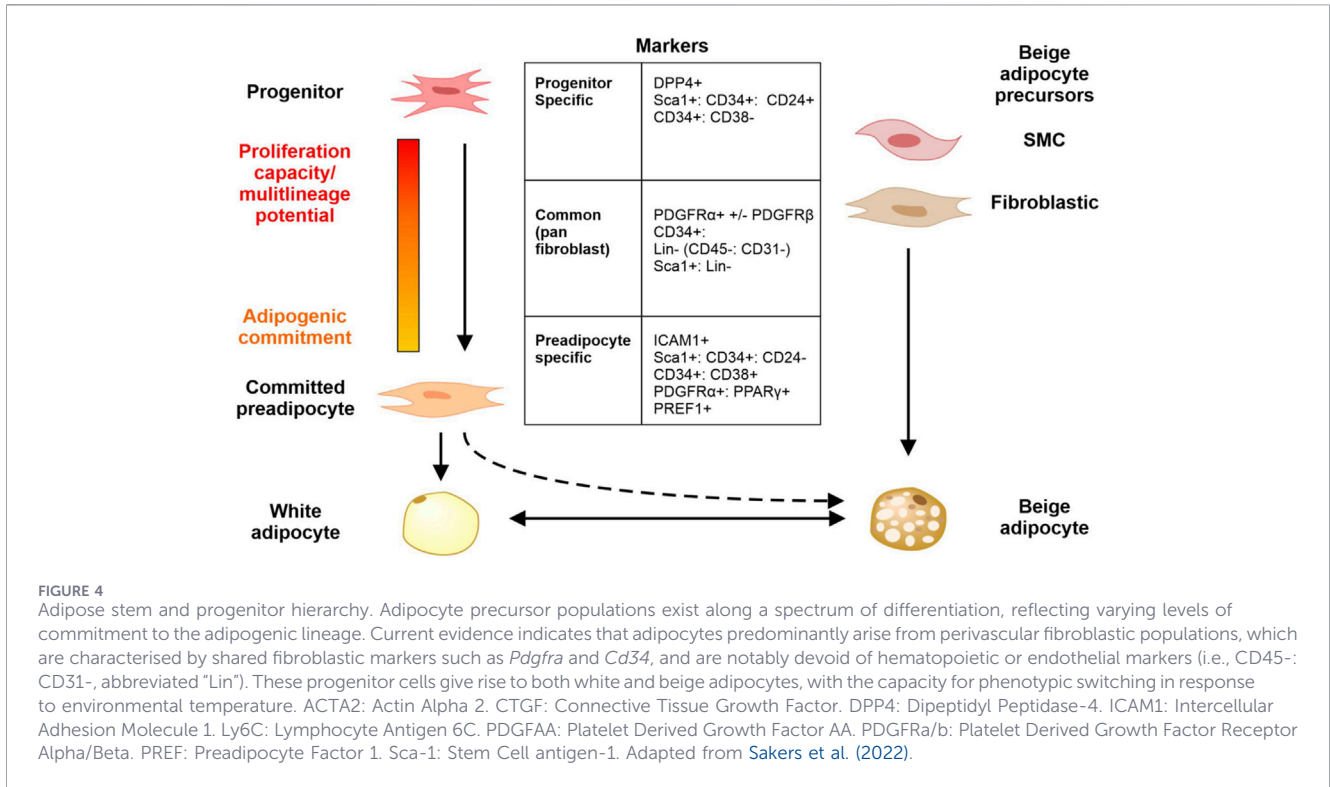 Markers
Progenitor
Proliferation
capacity/
mulitlineage
potential
Adipogenic
commitment
Committed
preadipocyte
White
adipocyte
Progenitor
Specific
DPP4+
Sca1+: CD34+: CD24+
CD34+: CD38-
Common
(pan
fibroblast)
PDGFRα+ +/- PDGFRβ
CD34+:
Lin- (CD45-: CD31-)
Sca1+: Lin-
Preadipocyte
specific
ICAM1+
Sca1+: CD34+: CD24-
CD34+: CD38+
PDGFRα+: PPARγ+
PREF1+
Beige
adipocyte
precursors
SMC
Fibroblastic
Beige
adipocyte
FIGURE 4
Adipose stem and progenitor hierarchy. Adipocyte precursor populations exist along a spectrum of differentiation, reflecting varying levels of
commitment to the adipogenic lineage. Current evidence indicates that adipocytes predominantly arise from perivascular fibroblastic populations, which
are characterised by shared fibroblastic markers such as Pdgfra and Cd34, and are notably devoid of hematopoietic or endothelial markers (i.e., CD45-:
CD31-, abbreviated “Lin”). These progenitor cells give rise to both white and beige adipocytes, with the capacity for phenotypic switching in response
to environmental temperature. ACTA2: Actin Alpha 2. CTGF: Connective Tissue Growth Factor. DPP4: Dipeptidyl Peptidase-4. ICAM1: Intercellular
Adhesion Molecule 1. Ly6C: Lymphocyte Antigen 6C. PDGFAA: Platelet Derived Growth Factor AA. PDGFRa/b: Platelet Derived Growth Factor Receptor
Alpha/Beta. PREF: Preadipocyte Factor 1. Sca-1: Stem Cell antigen-1. Adapted from Sakers et al. (2022).